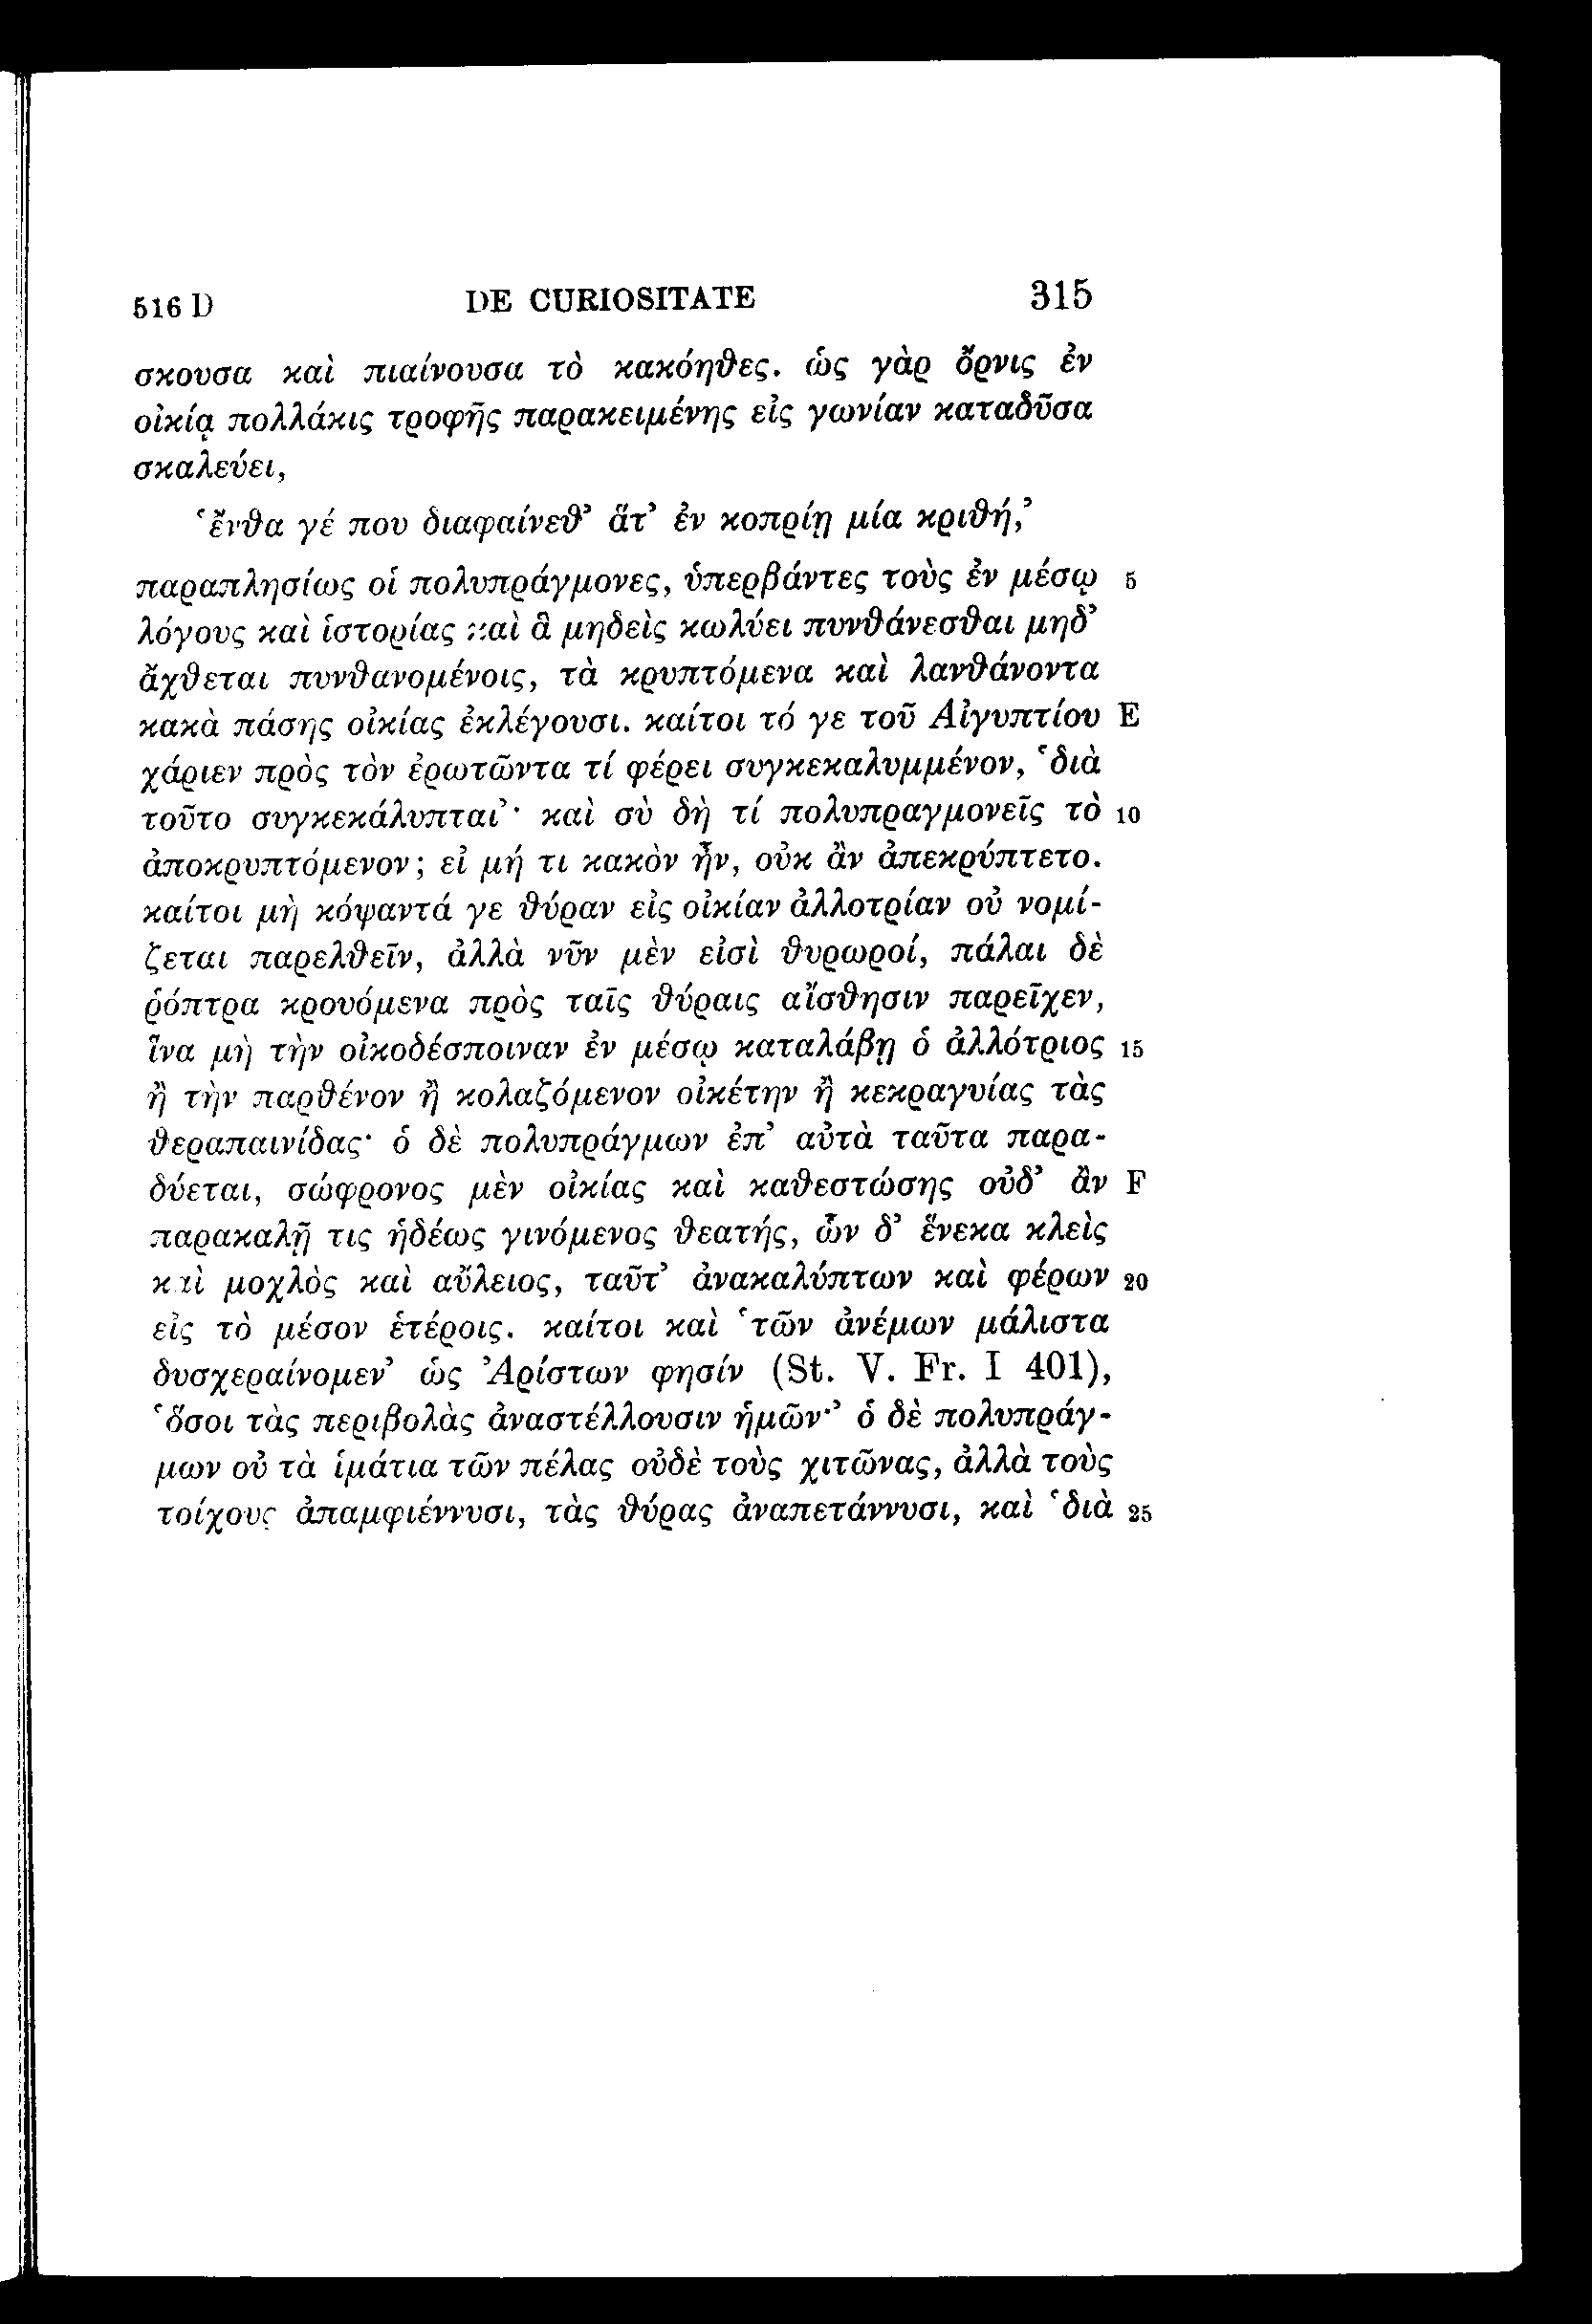 516 D DE CURIOSITATE 315
σκουσα καὶ πιαίνουσα τὸ κακόηθες. ὡς γὰρ ὄρνις ἐν
οἰκίᾳ πολλάκις τροφῆς παρακειμένης εἰς γωνίαν καταδῦσα
σκαλεύει,
‘ἔνθα γέ που διαφαίνεθ’ ἅτ’ ἐν κοπρίῃ μία κριθή,’
παραπλησίως οἱ πολυπράγμονες, ὑπερβάντες τοὺς ἐν μέσῳ 5
λόγους καὶ ἱστορίας καὶ ἃ μηδεὶς κωλύει πυνθάνεσθαι μηδ’
ἄχθεται πυνθανομένοις, τὰ κρυπτόμενα καὶ λανθάνοντα
κακὰ πάσης οἰκίας ἐκλέγουσι. καίτοι τό γε τοῦ Αἰγυπτίου E
χάριεν πρὸς τὸν ἐρωτῶντα τί φέρει συγκεκαλυμμένον, ‘διὰ
τοῦτο συγκεκάλυπται’· καὶ σὺ δὴ τί πολυπραγμονεῖς τὸ 10
ἀποκρυπτόμενον; εἰ μή τι κακὸν ἦν, οὐκ ἂν ἀπεκρύπτετο.
καίτοι μὴ κόψαντά γε θύραν εἰς οἰκίαν ἀλλοτρίαν οὐ νομί-
ζεται παρελθεῖν, ἀλλὰ νῦν μὲν εἰσὶ θυρωροί, πάλαι δὲ
ῥόπτρα κρουόμενα πρὸς ταῖς θύραις αἴσθησιν παρεῖχεν,
ἵνα μὴ τὴν οἰκοδέσποιναν ἐν μέσῳ καταλάβῃ ὁ ἀλλότριος 15
ἢ τὴν παρθένον ἢ κολαζόμενον οἰκέτην ἢ κεκραγυίας τὰς
θεραπαινίδας· ὁ δὲ πολυπράγμων ἐπ’ αὐτὰ ταῦτα παρα-
δύεται, σώφρονος μὲν οἰκίας καὶ καθεστώσης οὐδ’ ἂν F
παρακαλῇ τις ἡδέως γινόμενος θεατής, ὧν δ’ ἕνεκα κλεὶς
καὶ μοχλὸς καὶ αὔλειος, ταῦτ’ ἀνακαλύπτων καὶ φέρων 20
εἰς τὸ μέσον ἑτέροις. καίτοι καὶ ‘τῶν ἀνέμων μάλιστα
δυσχεραίνομεν’ ὡς Ἀρίστων φησίν (St. V. Fr. I 401),
‘ὅσοι τὰς περιβολὰς ἀναστέλλουσιν ἡμῶν·’ ὁ δὲ πολυπράγ-
μων οὐ τὰ ἱμάτια τῶν πέλας οὐδὲ τοὺς χιτῶνας, ἀλλὰ τοὺς
τοίχους ἀπαμφιέννυσι, τὰς θύρας ἀναπετάννυσι, καὶ ‘διὰ 25